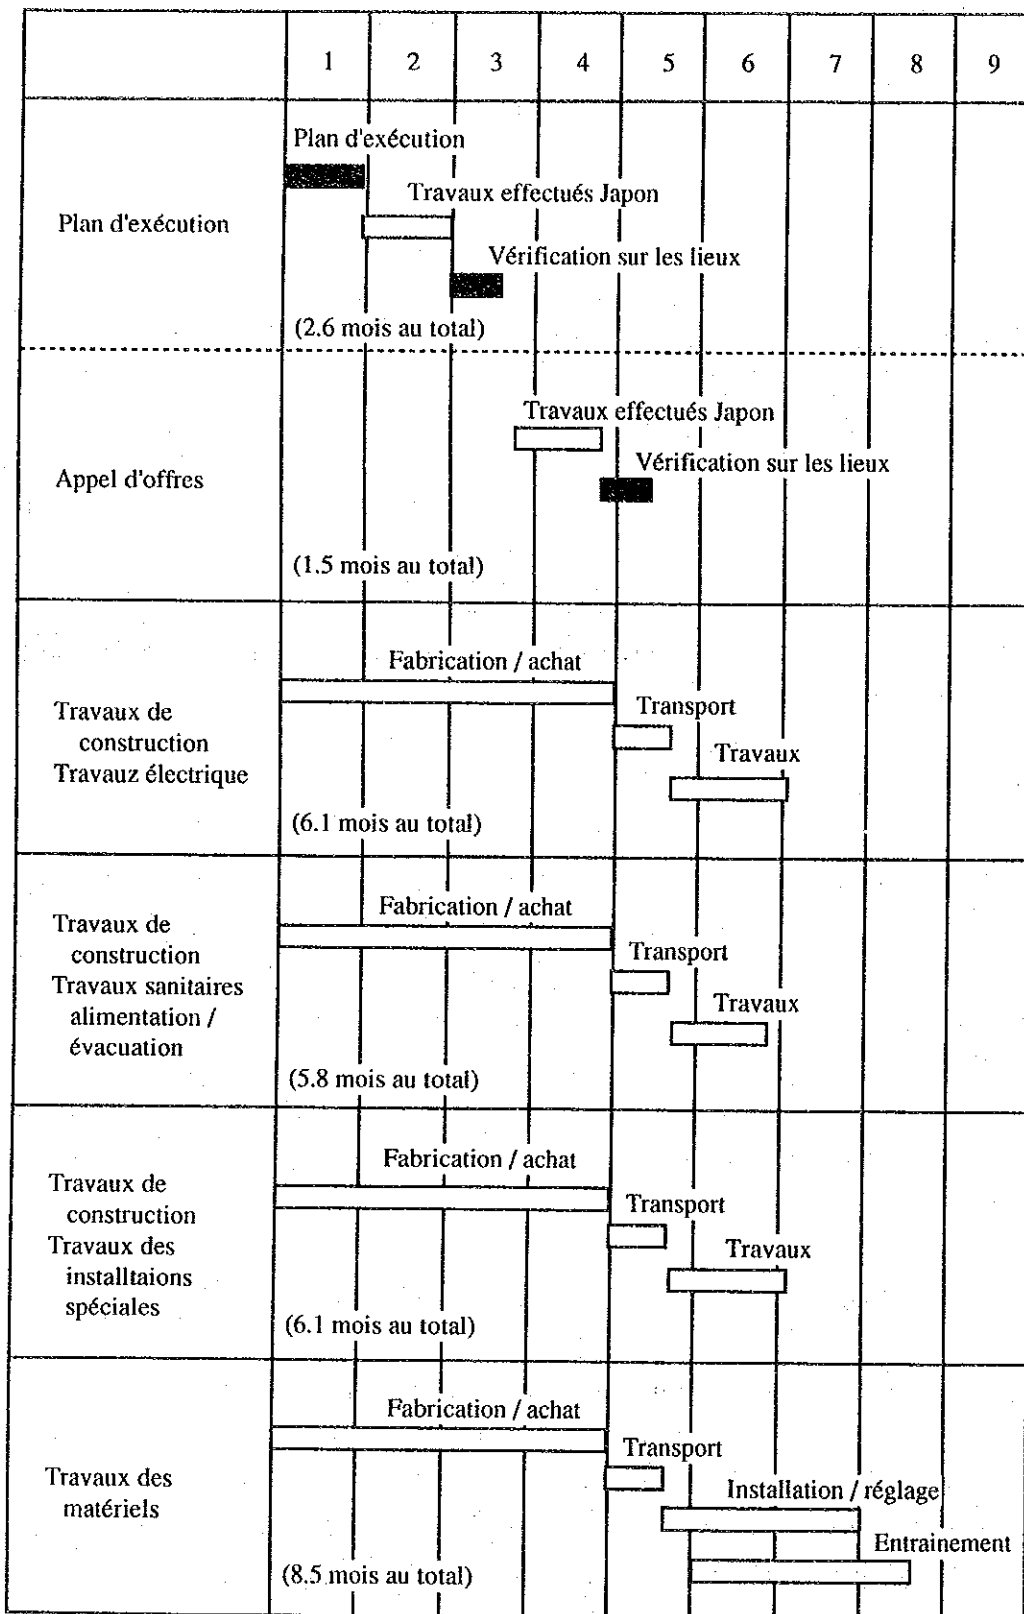 1 2 3 4 5 6 7 8 9
Plan d'exécution
Plan d'exécution
Travaux effectués Japon
Vérification sur les lieux
(2.6 mois au total)
Appel d'offres
Travaux effectués Japon
Vérification sur les lieux
(1.5 mois au total)
Travaux de
construction
Travauz électrique
Fabrication / achat
Transport
Travaux
(6.1 mois au total)
Travaux de
construction
Travaux sanitaires
alimentation /
évacuation
Fabrication / achat
Transport
Travaux
(5.8 mois au total)
Travaux de
construction
Travaux des
installtaions
spéciales
Fabrication / achat
Transport
Travaux
(6.1 mois au total)
Travaux des
matériels
Fabrication / achat
Transport
Installation / réglage
Entrainement
(8.5 mois au total)